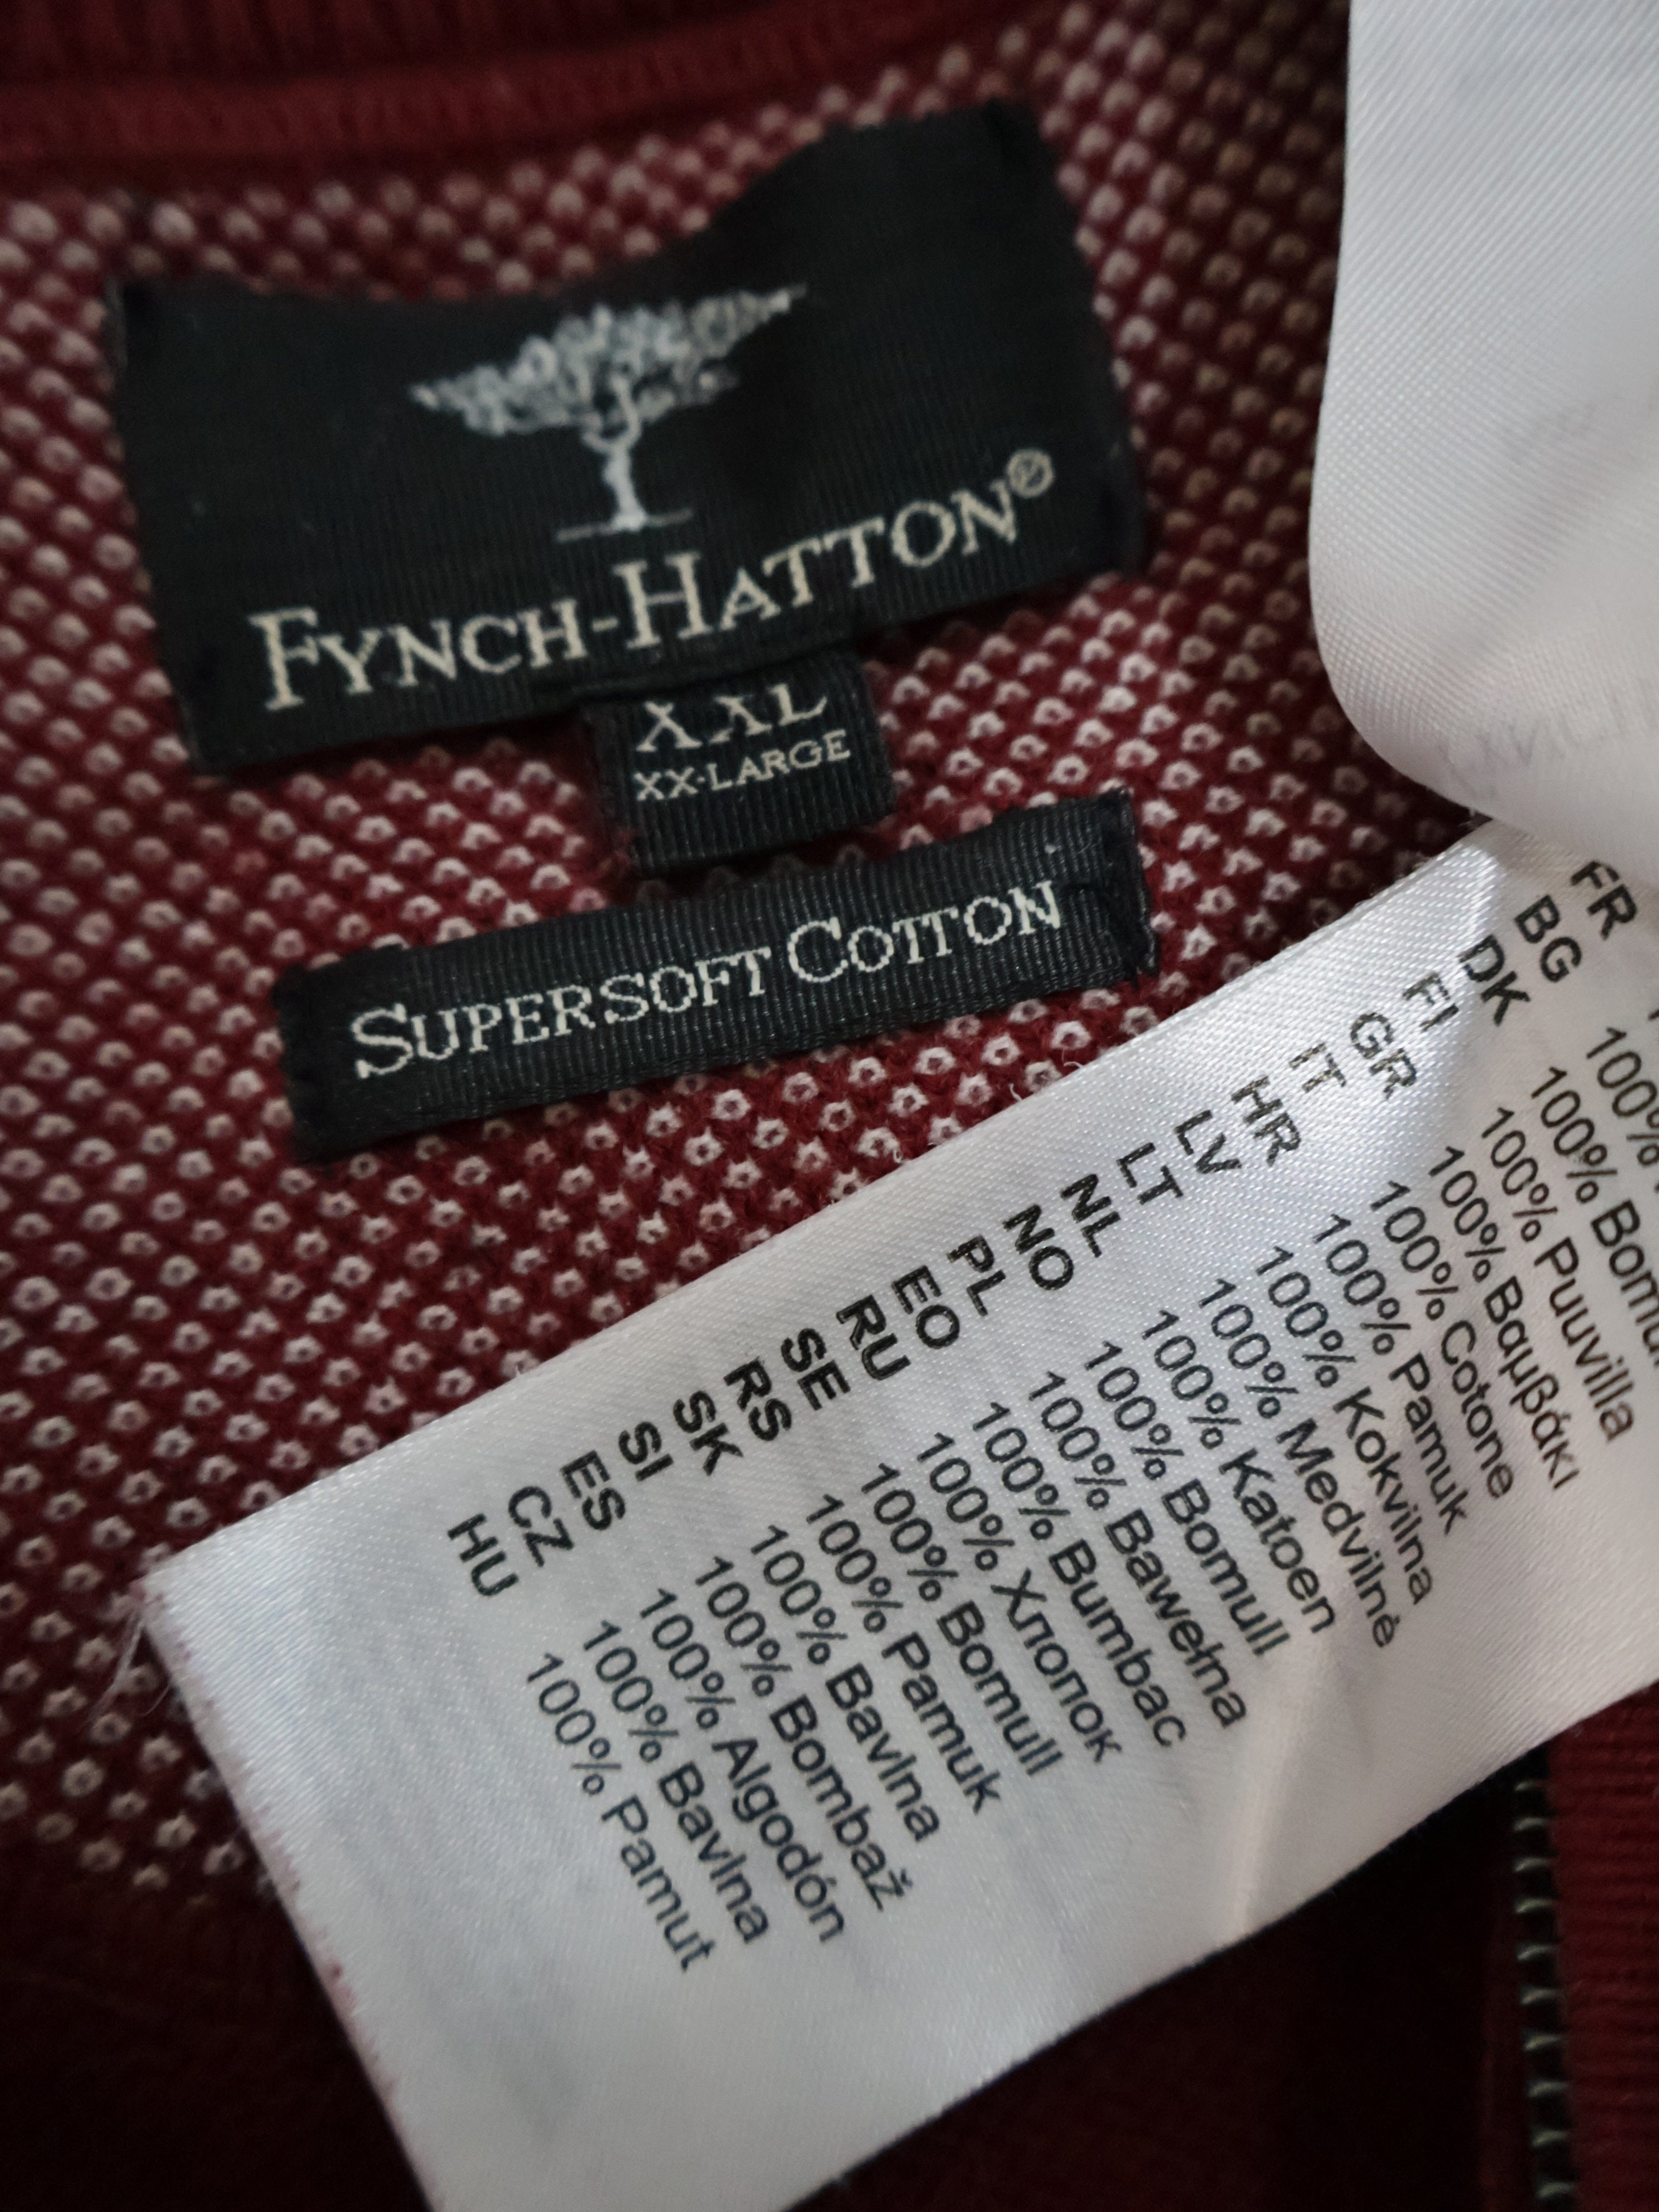 FYNCH-HATTON®
XXL
XX-LARGE
SUPERSOFT COTTON
FR
BG 100%
DK 100%
FI 100% Puuvilla
GR 100% Βαμβάκι
IT 100% Cotone
HR 100% Pamuk
LV 100% Kokvilna
LT 100% Medvilnė
NL 100% Katoen
NO 100% Bomull
PL 100% Bawełna
EO 100% Bumbac
RU 100% Хлопок
SE 100% Bomull
RS 100% Pamuk
SK 100% Bavlna
SI 100% Bombaž
ES 100% Algodón
CZ 100% Bavlna
HU 100% Pamut